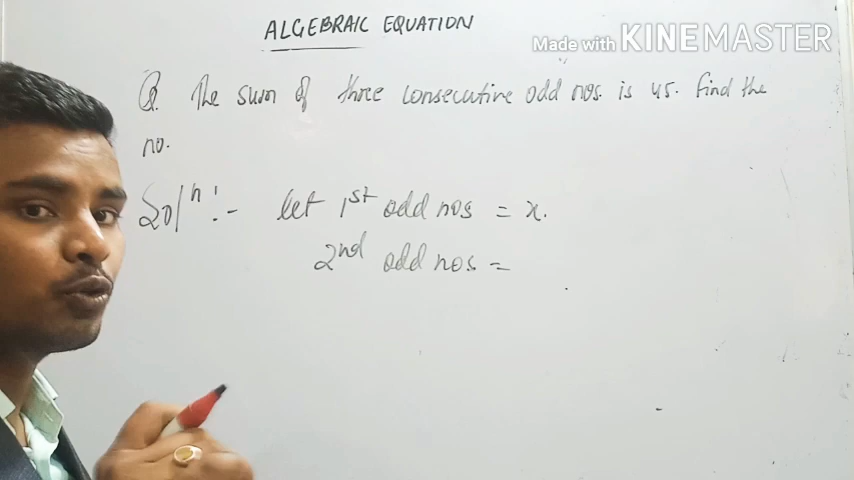 ALGEBRAIC EQUATION
Made with KINEMASTER
Q. The sum of three consecutive odd nos. is 45. Find the
no.
Solⁿ:- let 1st odd nos = x.
2nd odd nos. =